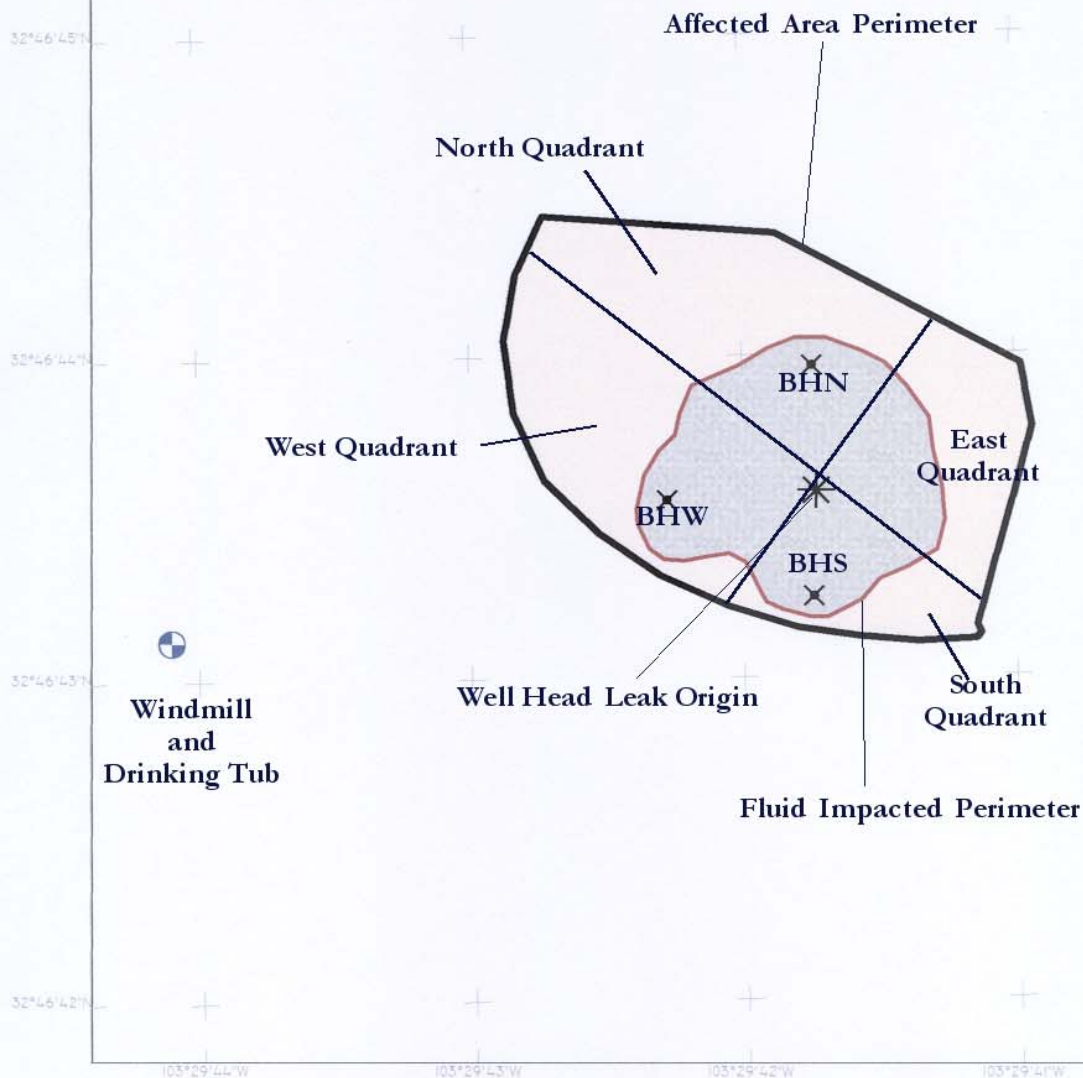 Affected Area Perimeter
32°46'45"N
North Quadrant
32°46'44"N
BHN
West Quadrant
East
Quadrant
BHW
BHS
32°46'43"N
Well Head Leak Origin
South
Quadrant
Windmill
and
Drinking Tub
Fluid Impacted Perimeter
32°46'42"N
103°29'44"W
103°29'43"W
103°29'42"W
103°29'41"W